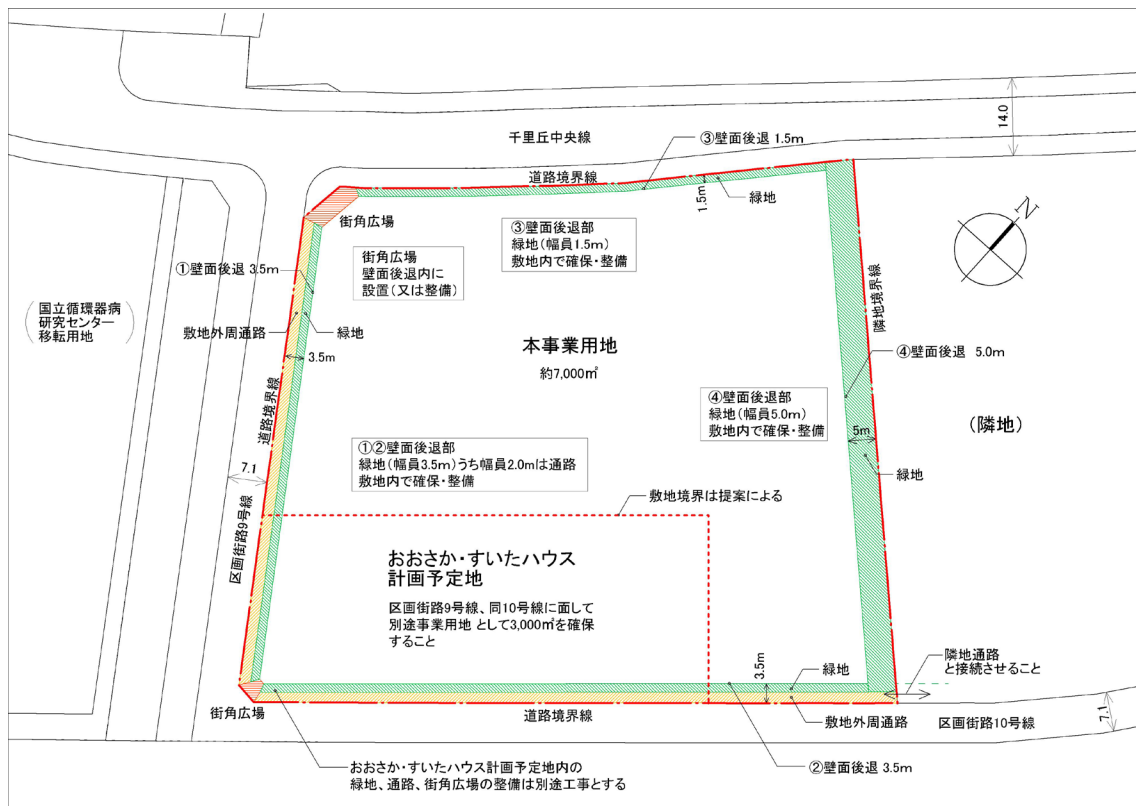 14.0
千里丘中央線
③壁面後退 1.5m
道路境界線
1.5m
緑地
N
街角広場
③壁面後退部
緑地(幅員1.5m)
敷地内で確保・整備
街角広場
壁面後退内に
設置(又は整備)
①壁面後退 3.5m
国立循環器病
研究センター
移転用地
敷地外周通路
緑地
3.5m
隣地境界線
本事業用地
約7,000㎡
④壁面後退 5.0m
道路境界線
④壁面後退部
緑地(幅員5.0m)
敷地内で確保・整備
5m
(隣地)
①②壁面後退部
緑地(幅員3.5m)うち幅員2.0mは通路
敷地内で確保・整備
7.1
緑地
敷地境界は提案による
区画街路9号線
おおさか・すいたハウス
計画予定地
区画街路9号線、同10号線に面して
別途事業用地 として3,000㎡を確保
すること
3.5m
緑地
隣地通路
と接続させること
街角広場
道路境界線
敷地外周通路
区画街路10号線
7.1
おおさか・すいたハウス計画予定地内の
緑地、通路、街角広場の整備は別途工事とする
②壁面後退 3.5m